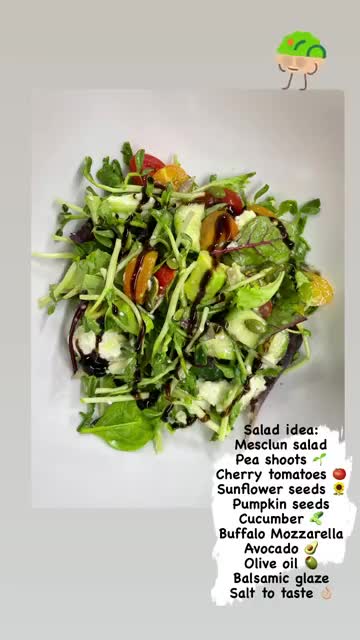 Salad idea:
Mesclun salad
Pea shoots 🌱
Cherry tomatoes 🍅
Sunflower seeds 🌻
Pumpkin seeds
Cucumber 🥒
Buffalo Mozzarella
Avocado 🥑
Olive oil 🫒
Balsamic glaze
Salt to taste 👌🏻